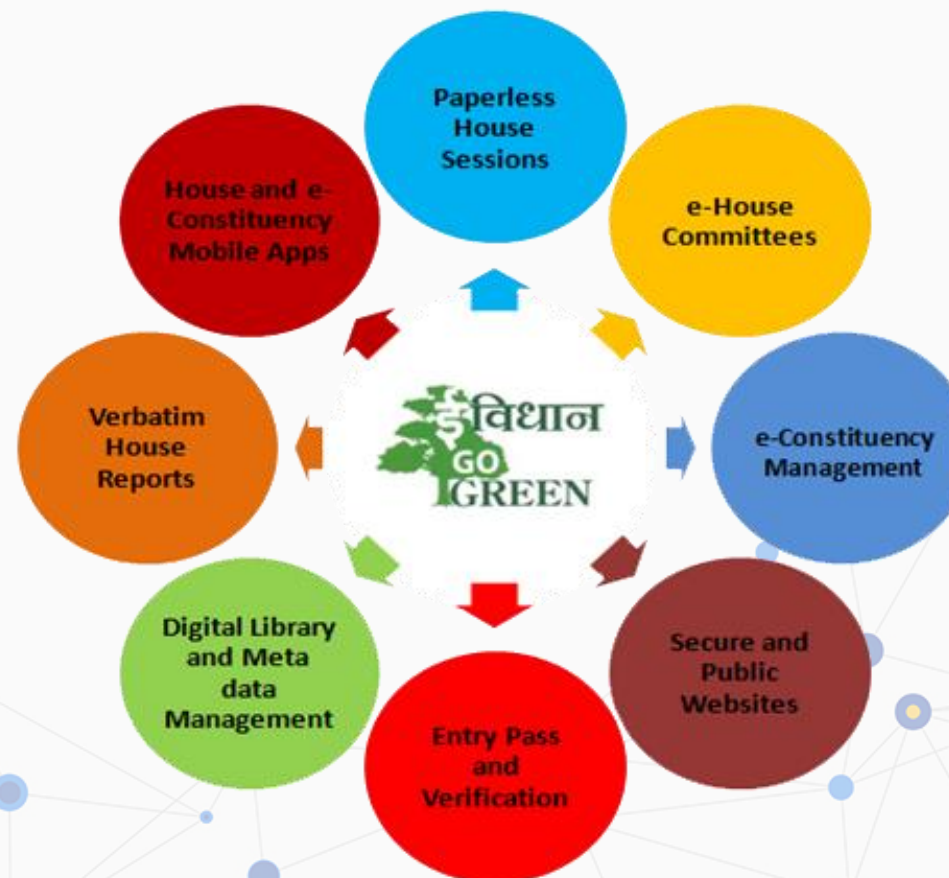 Paperless
House
Sessions
e-House
Committees
e-Constituency
Management
Secure and
Public
Websites
Entry Pass
and
Verification
Digital Library
and Meta
data
Management
Verbatim
House
Reports
House and e-
Constituency
Mobile Apps
ई विधान
GO
GREEN